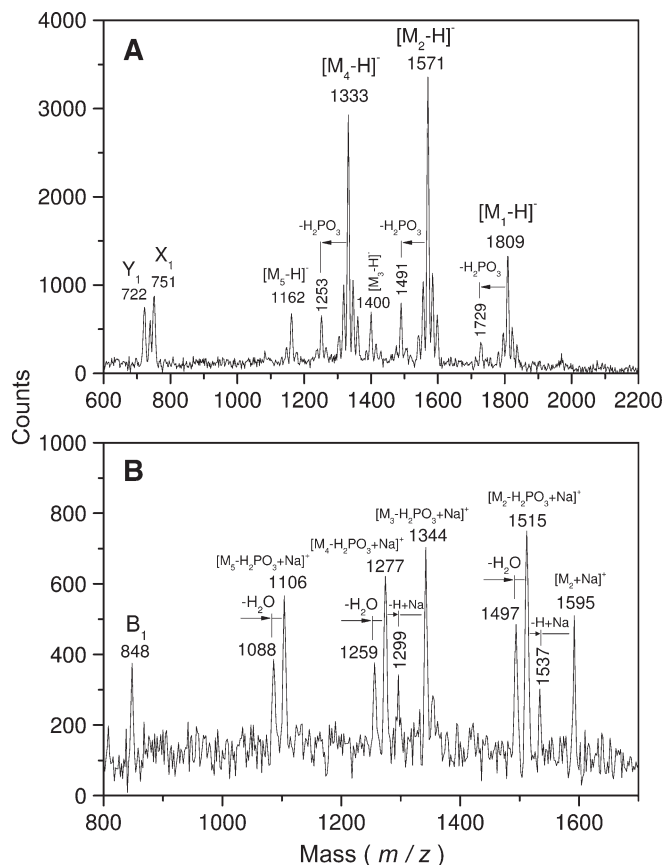 A
4000
3000
2000
1000
0
600 800 1000 1200 1400 1600 1800 2000 2200
[M₂-H]⁻
1571
[M₄-H]⁻
1333
[M₁-H]⁻
1809
-H₂PO₃
-H₂PO₃
-H₂PO₃
Y₁
722
X₁
751
[M₅-H]⁻
1162
1253
[M₃-H]⁻
1400
1491
1729
Counts
B
1000
800
600
400
200
0
800 1000 1200 1400 1600
[M₂-H₂PO₃+Na]⁺
1515
[M₃-H₂PO₃+Na]⁺
1344
[M₄-H₂PO₃+Na]⁺
1277
[M₅-H₂PO₃+Na]⁺
1106
[M₂+Na]⁺
1595
-H₂O
-H₂O
-H₂O
-H+Na
-H+Na
B₁
848
1088
1259
1299
1497
1537
Mass ( m / z )